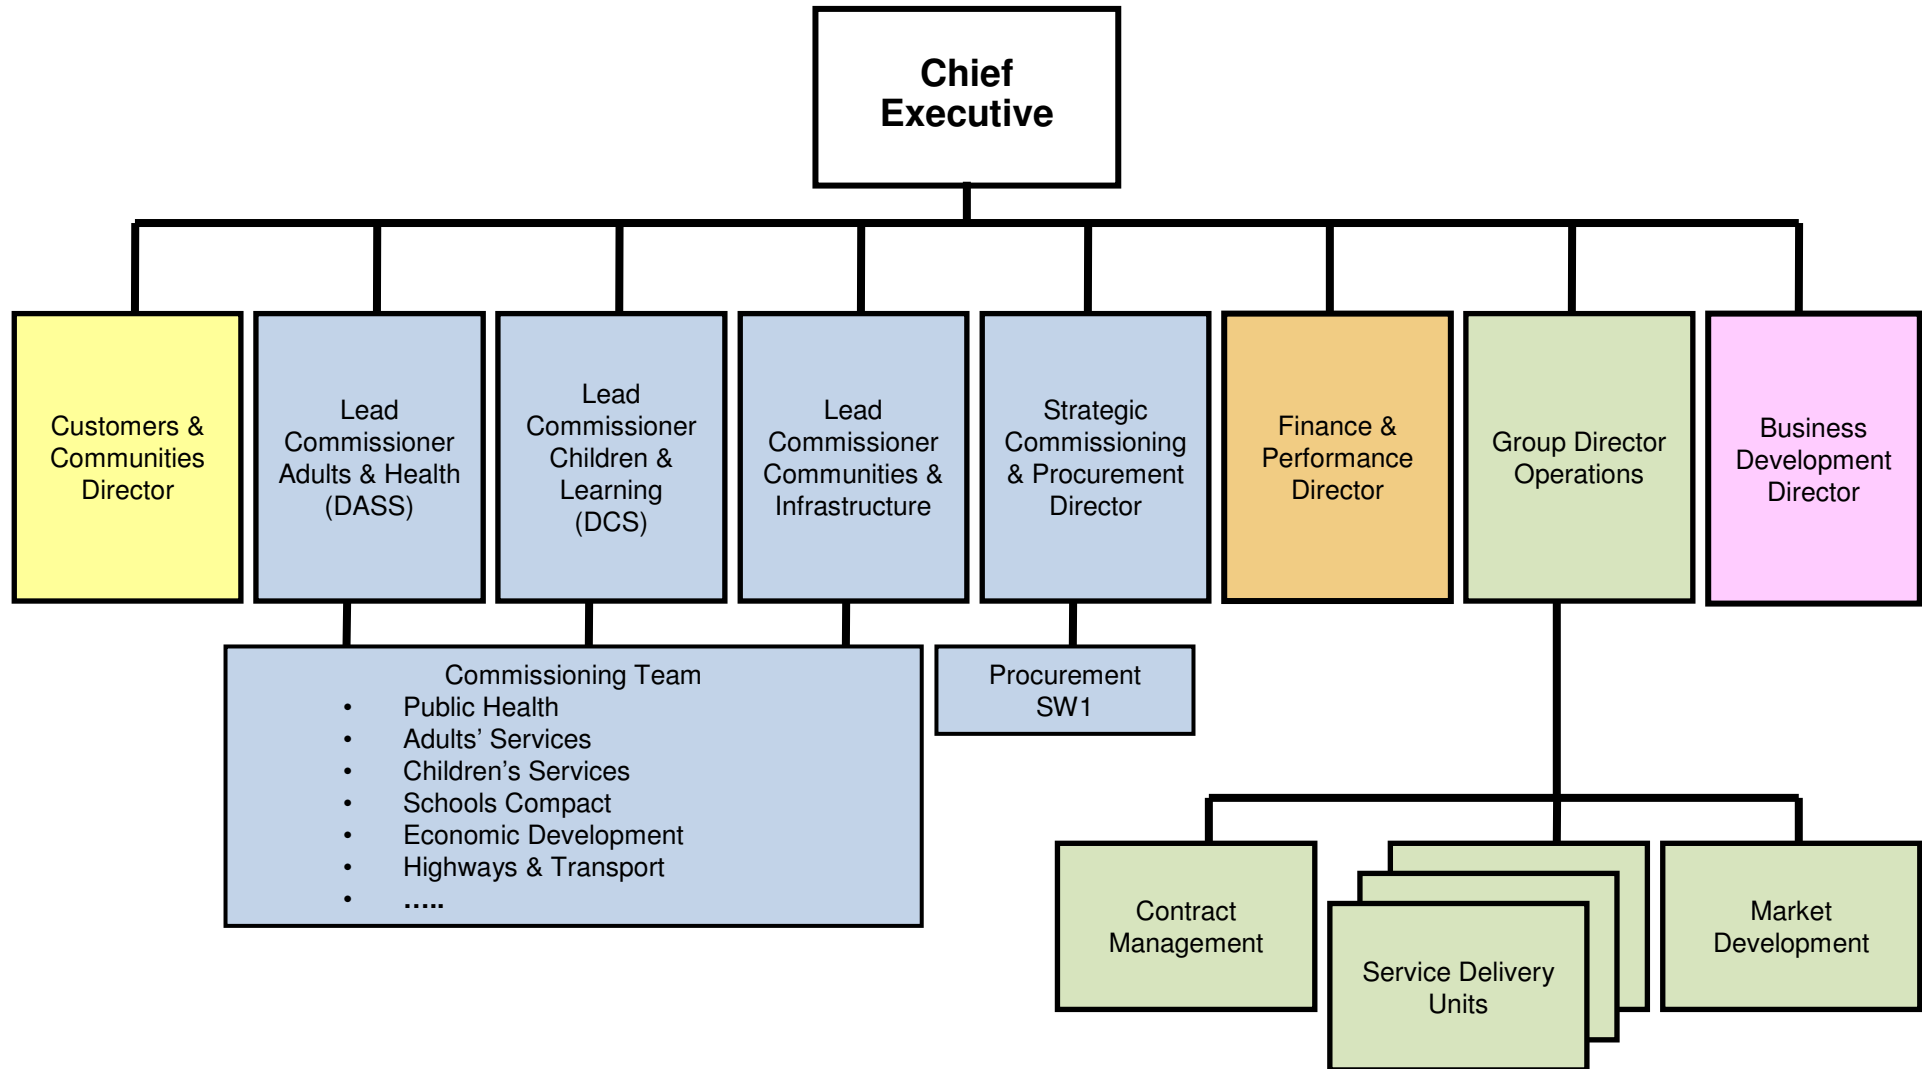 Chief
Executive
Customers &
Communities
Director
Lead
Commissioner
Adults & Health
(DASS)
Lead
Commissioner
Children &
Learning
(DCS)
Lead
Commissioner
Communities &
Infrastructure
Strategic
Commissioning
& Procurement
Director
Finance &
Performance
Director
Group Director
Operations
Business
Development
Director
Commissioning Team
• Public Health
• Adults’ Services
• Children’s Services
• Schools Compact
• Economic Development
• Highways & Transport
• …..
Procurement
SW1
Contract
Management
Service Delivery
Units
Market
Development